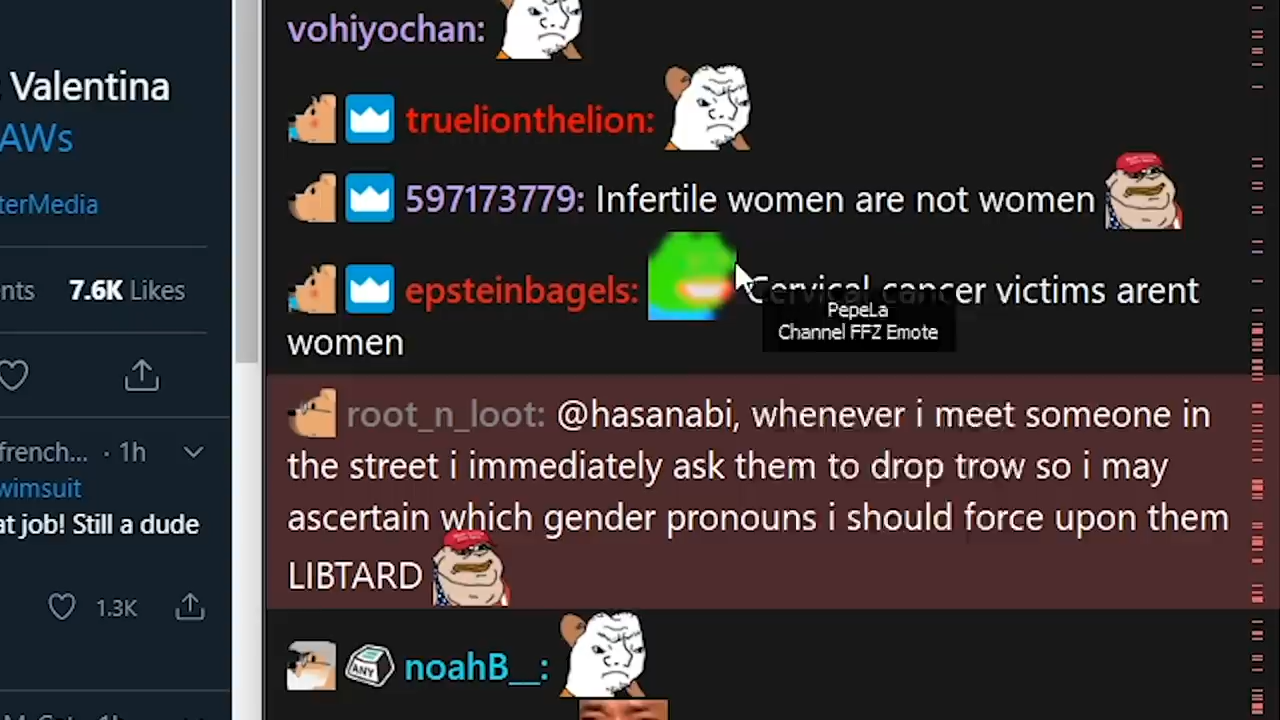 vohiyochan:
Valentina
AWs
truelionthelion:
terMedia
597173779: Infertile women are not women
nts 7.6K Likes
epsteinbagels: Cervical cancer victims arent
women
PepeLa
Channel FFZ Emote
root_n_loot: @hasanabi, whenever i meet someone in
the street i immediately ask them to drop trow so i may
ascertain which gender pronouns i should force upon them
LIBTARD
french... · 1h
wimsuit
at job! Still a dude
1.3K
ANY
noahB__: